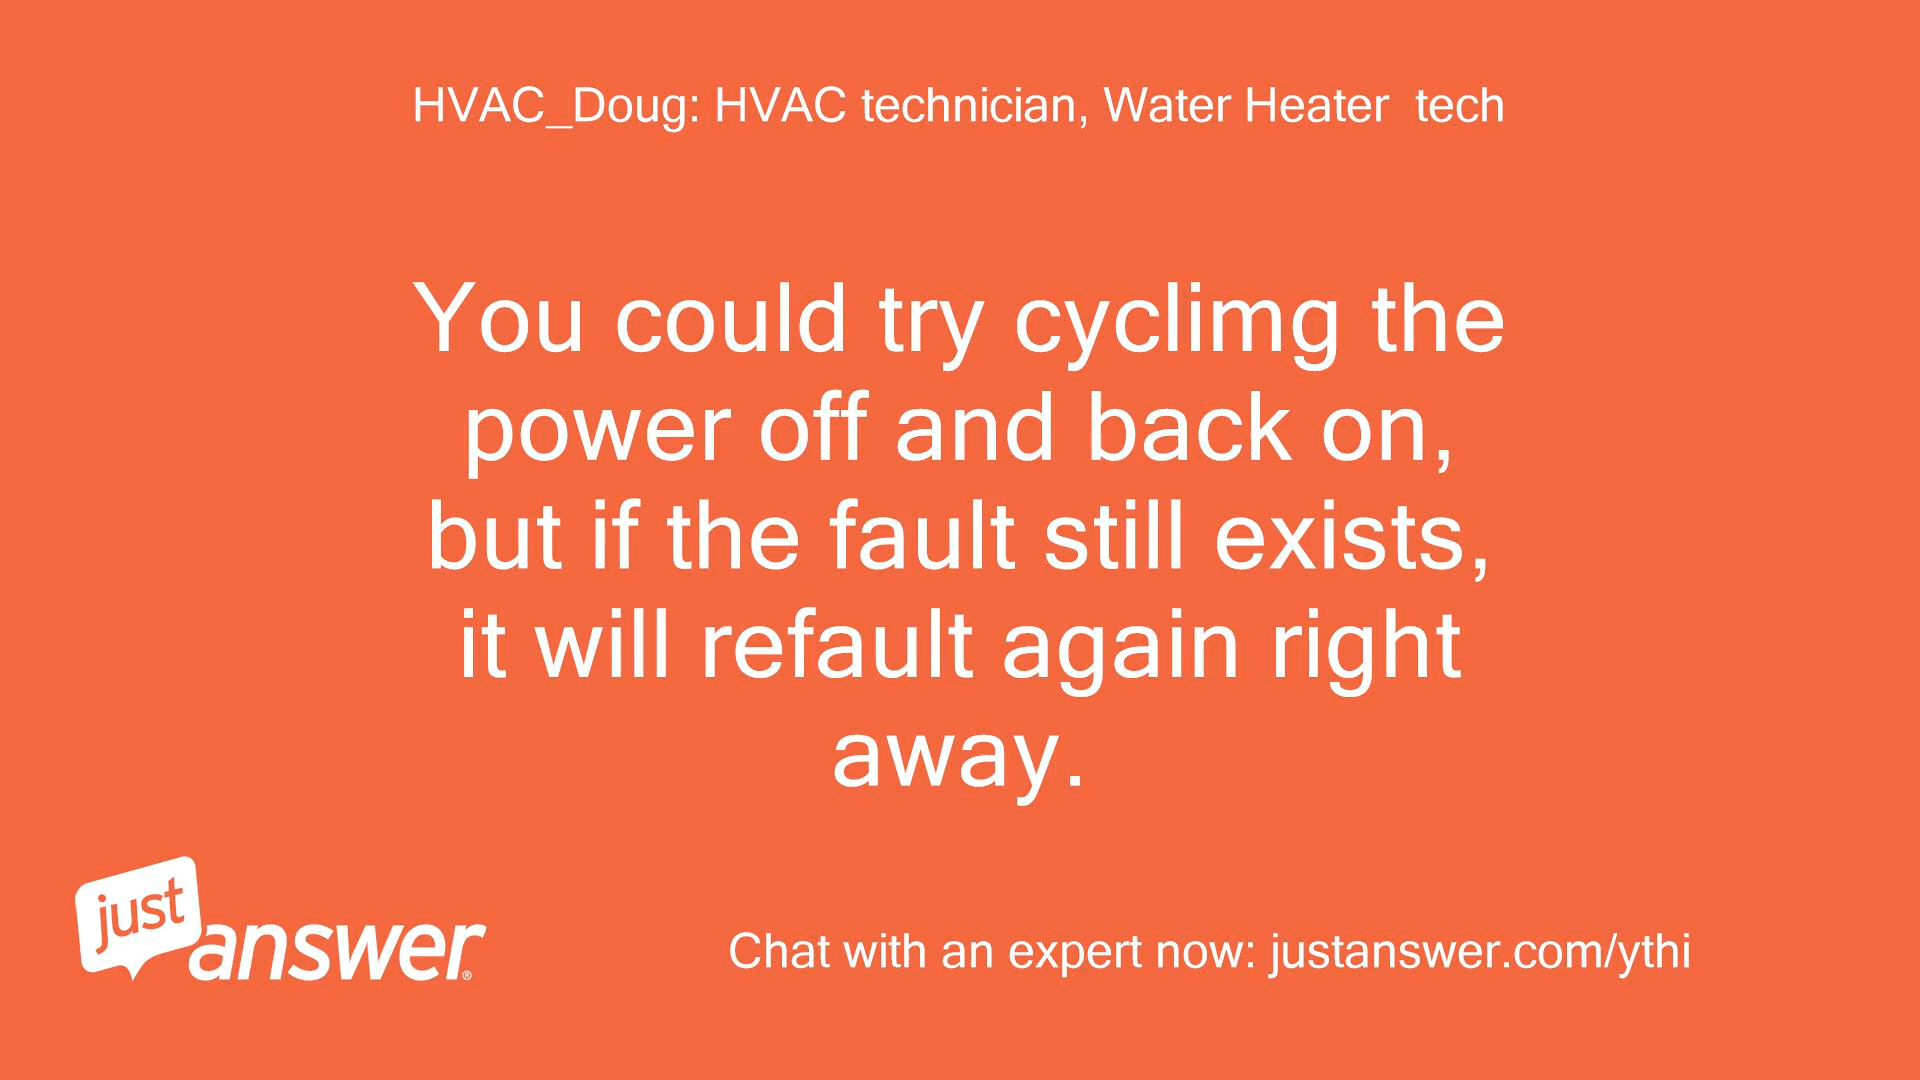 HVAC_Doug: HVAC technician, Water Heater  tech
You could try cyclimg the
power off and back on,
but if the fault still exists,
it will refault again right
away.
just
answer®
Chat with an expert now: justanswer.com/ythi